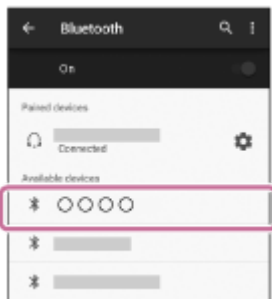 Bluetooth
On
Paired devices
Connected
Available devices
○○○○